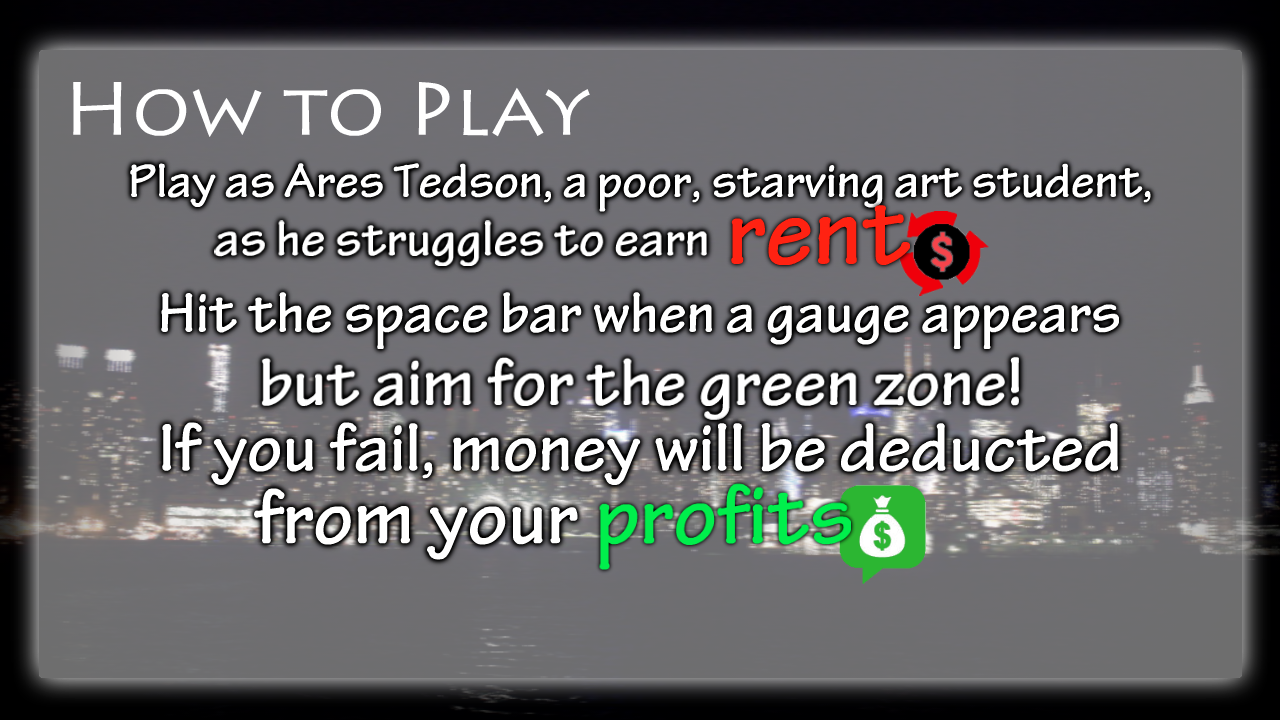 How to Play
Play as Ares Tedson, a poor, starving art student,
as he struggles to earn rent $
Hit the space bar when a gauge appears
but aim for the green zone!
If you fail, money will be deducted
from your profits $